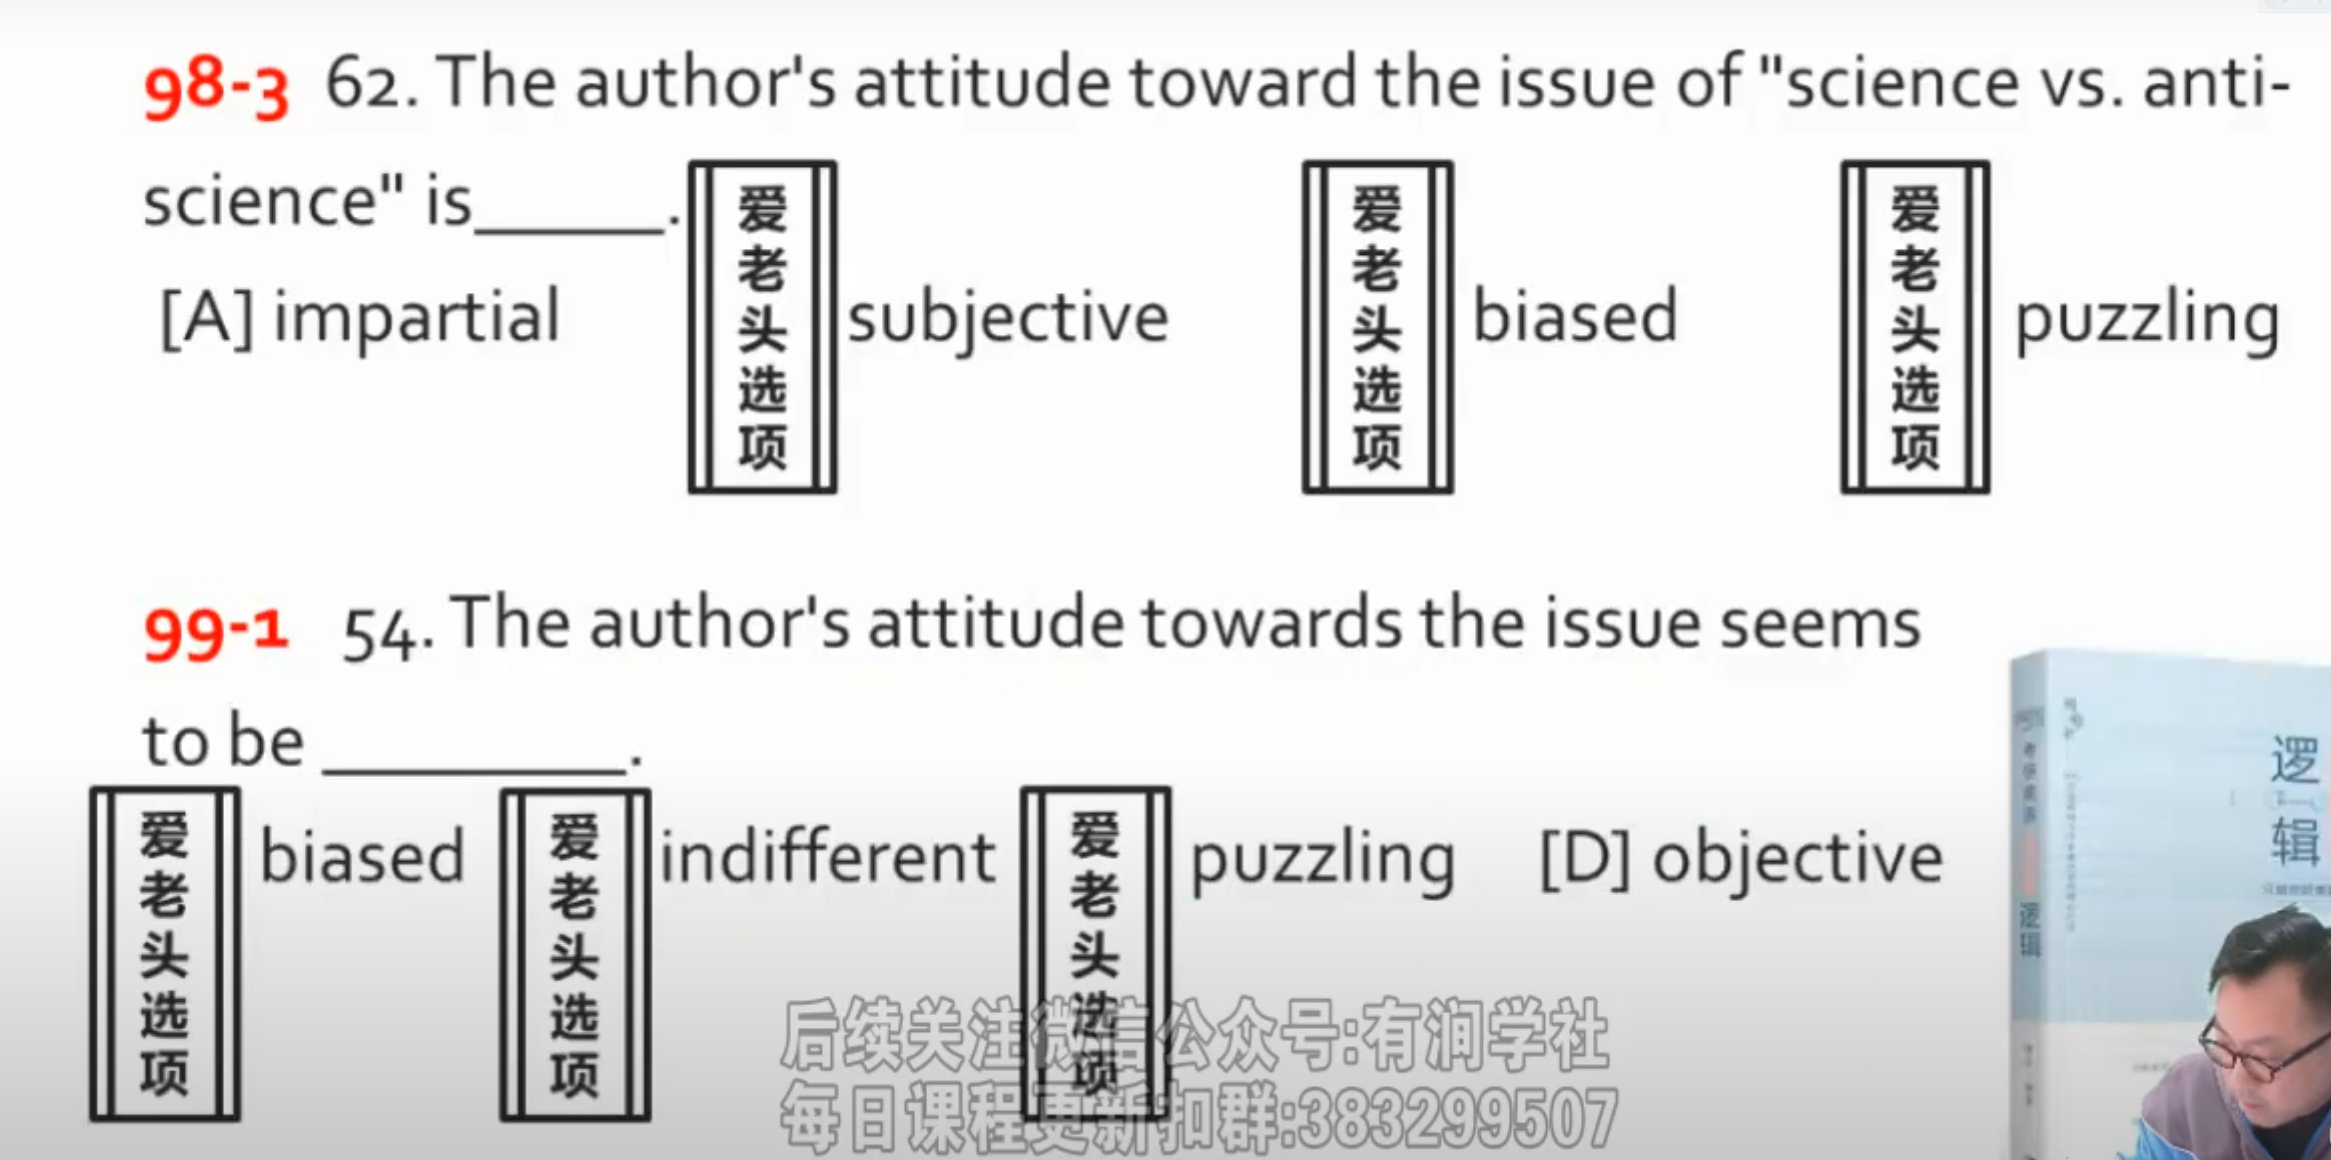 98-3 62. The author's attitude toward the issue of "science vs. anti-
science" is_____.
[A] impartial 爱老头选项 subjective 爱老头选项 biased 爱老头选项 puzzling
99-1 54. The author's attitude towards the issue seems
to be ________.
爱老头选项 biased 爱老头选项 indifferent 爱老头选项 puzzling [D] objective
逻辑
逻辑
后续关注微信公众号:有润学社
每日课程更新扣群:383299507